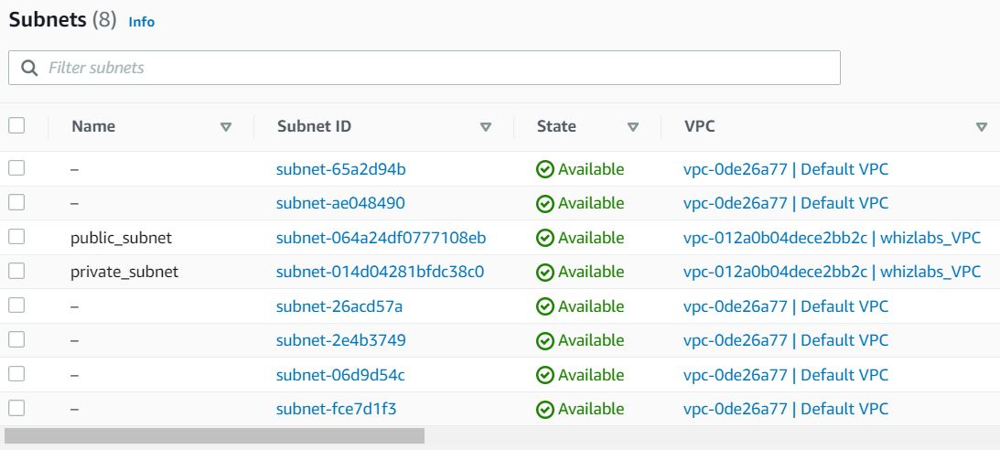 Subnets (8) Info
Filter subnets
Name Subnet ID State VPC
– subnet-65a2d94b Available vpc-0de26a77 | Default VPC
– subnet-ae048490 Available vpc-0de26a77 | Default VPC
public_subnet subnet-064a24df0777108eb Available vpc-012a0b04dece2bb2c | whizlabs_VPC
private_subnet subnet-014d04281bfdc38c0 Available vpc-012a0b04dece2bb2c | whizlabs_VPC
– subnet-26acd57a Available vpc-0de26a77 | Default VPC
– subnet-2e4b3749 Available vpc-0de26a77 | Default VPC
– subnet-06d9d54c Available vpc-0de26a77 | Default VPC
– subnet-fce7d1f3 Available vpc-0de26a77 | Default VPC